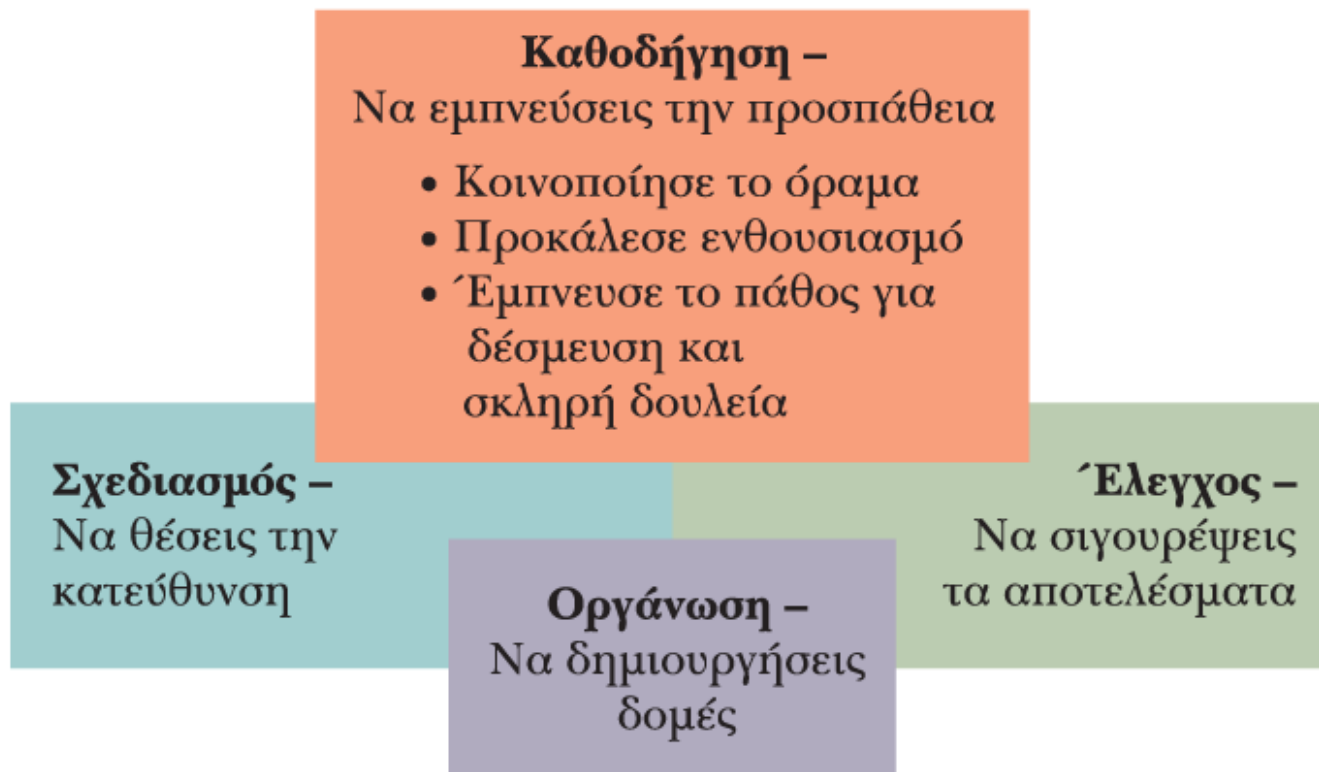 Καθοδήγηση –
Να εμπνεύσεις την προσπάθεια
• Κοινοποίησε το όραμα
• Προκάλεσε ενθουσιασμό
• Έμπνευσε το πάθος για
δέσμευση και
σκληρή δουλεία
Σχεδιασμός –
Να θέσεις την
κατεύθυνση
Οργάνωση –
Να δημιουργήσεις
δομές
Έλεγχος –
Να σιγουρέψεις
τα αποτελέσματα